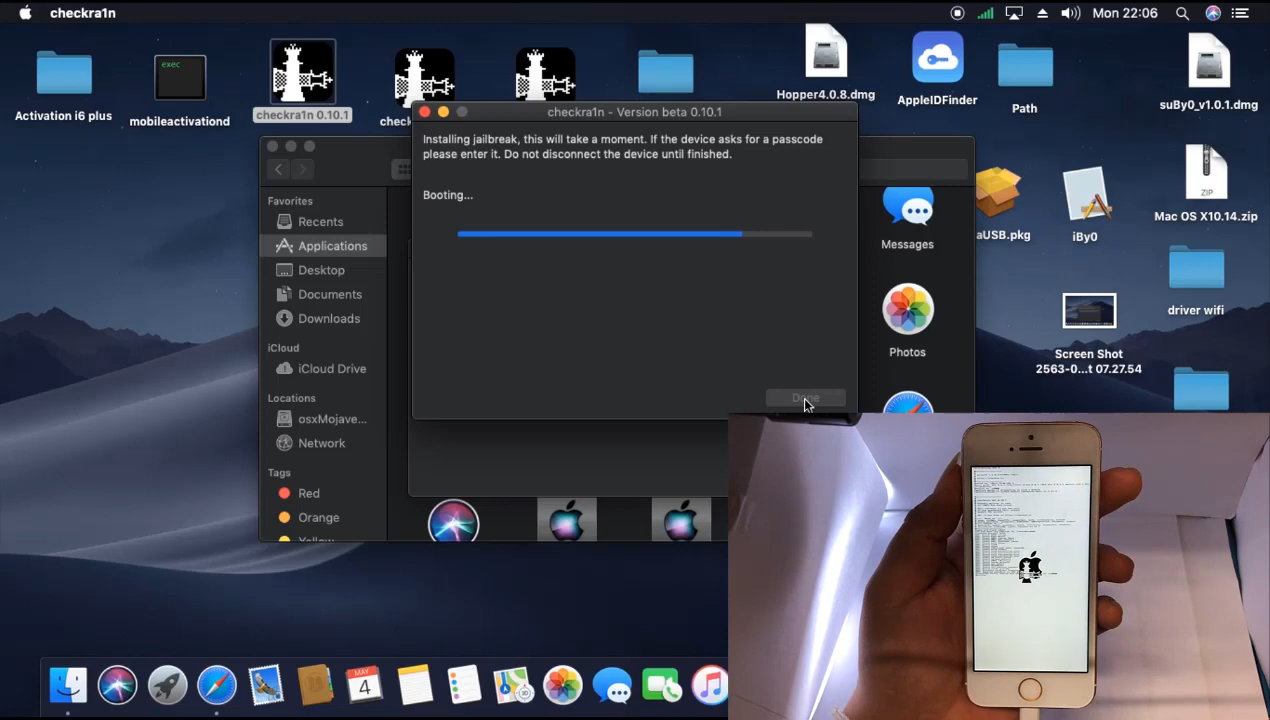 checkra1n
Mon 22:06
exec
Activation i6 plus
mobileactivationd
checkra1n 0.10.1
Hopper4.0.8.dmg
AppleIDFinder
Path
suBy0_v1.0.1.dmg
checkra1n - Version beta 0.10.1
Installing jailbreak, this will take a moment. If the device asks for a passcode
please enter it. Do not disconnect the device until finished.
Booting...
Done
Favorites
Recents
Applications
Desktop
Documents
Downloads
iCloud
iCloud Drive
Locations
osxMojave...
Network
Tags
Red
Orange
Messages
Photos
aUSB.pkg
iBy0
ZIP
Mac OS X10.14.zip
driver wifi
Screen Shot
2563-0...t 07.27.54
MAY
4
3D